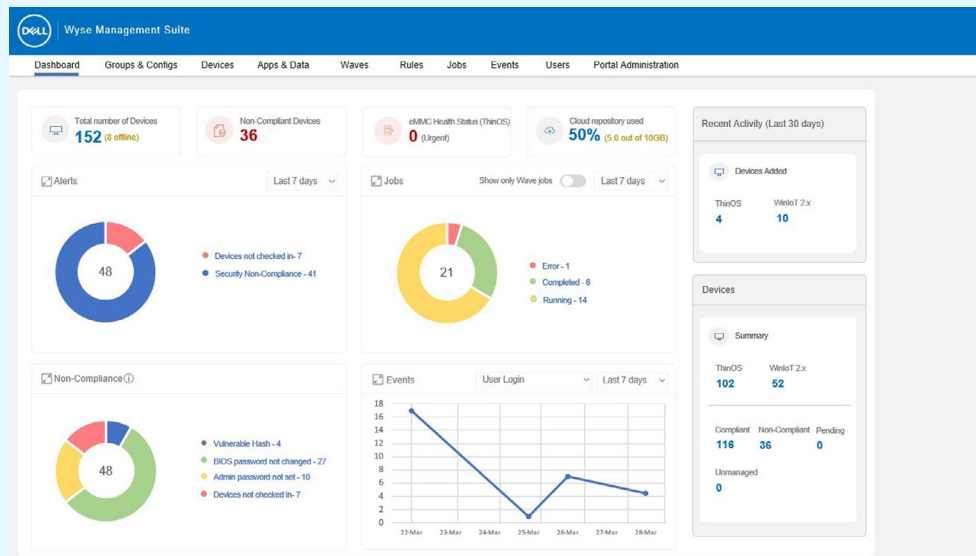 DELL
Wyse Management Suite
Dashboard Groups & Configs Devices Apps & Data Waves Rules Jobs Events Users Portal Administration
Total number of Devices
152 (8 offline)
Non-Compliant Devices
36
eMMC Health Status (ThinOS)
0 (Urgent)
Cloud repository used
50% (5.0 out of 10GB)
Alerts Last 7 days
48
Devices not checked in- 7
Security Non-Compliance - 41
Jobs Show only Wave jobs Last 7 days
21
Error - 1
Completed - 6
Running - 14
Non-Compliance
48
Vulnerable Hash - 4
BIOS password not changed - 27
Admin password not set - 10
Devices not checked in- 7
Events User Login Last 7 days
18
16
14
12
10
8
6
4
2
0
22-Mar 23-Mar 24-Mar 25-Mar 26-Mar 27-Mar 28-Mar
Recent Activity (Last 30 days)
Devices Added
ThinOS WinIoT 2.x
4 10
Devices
Summary
ThinOS WinIoT 2.x
102 52
Compliant Non-Compliant Pending
116 36 0
Unmanaged
0